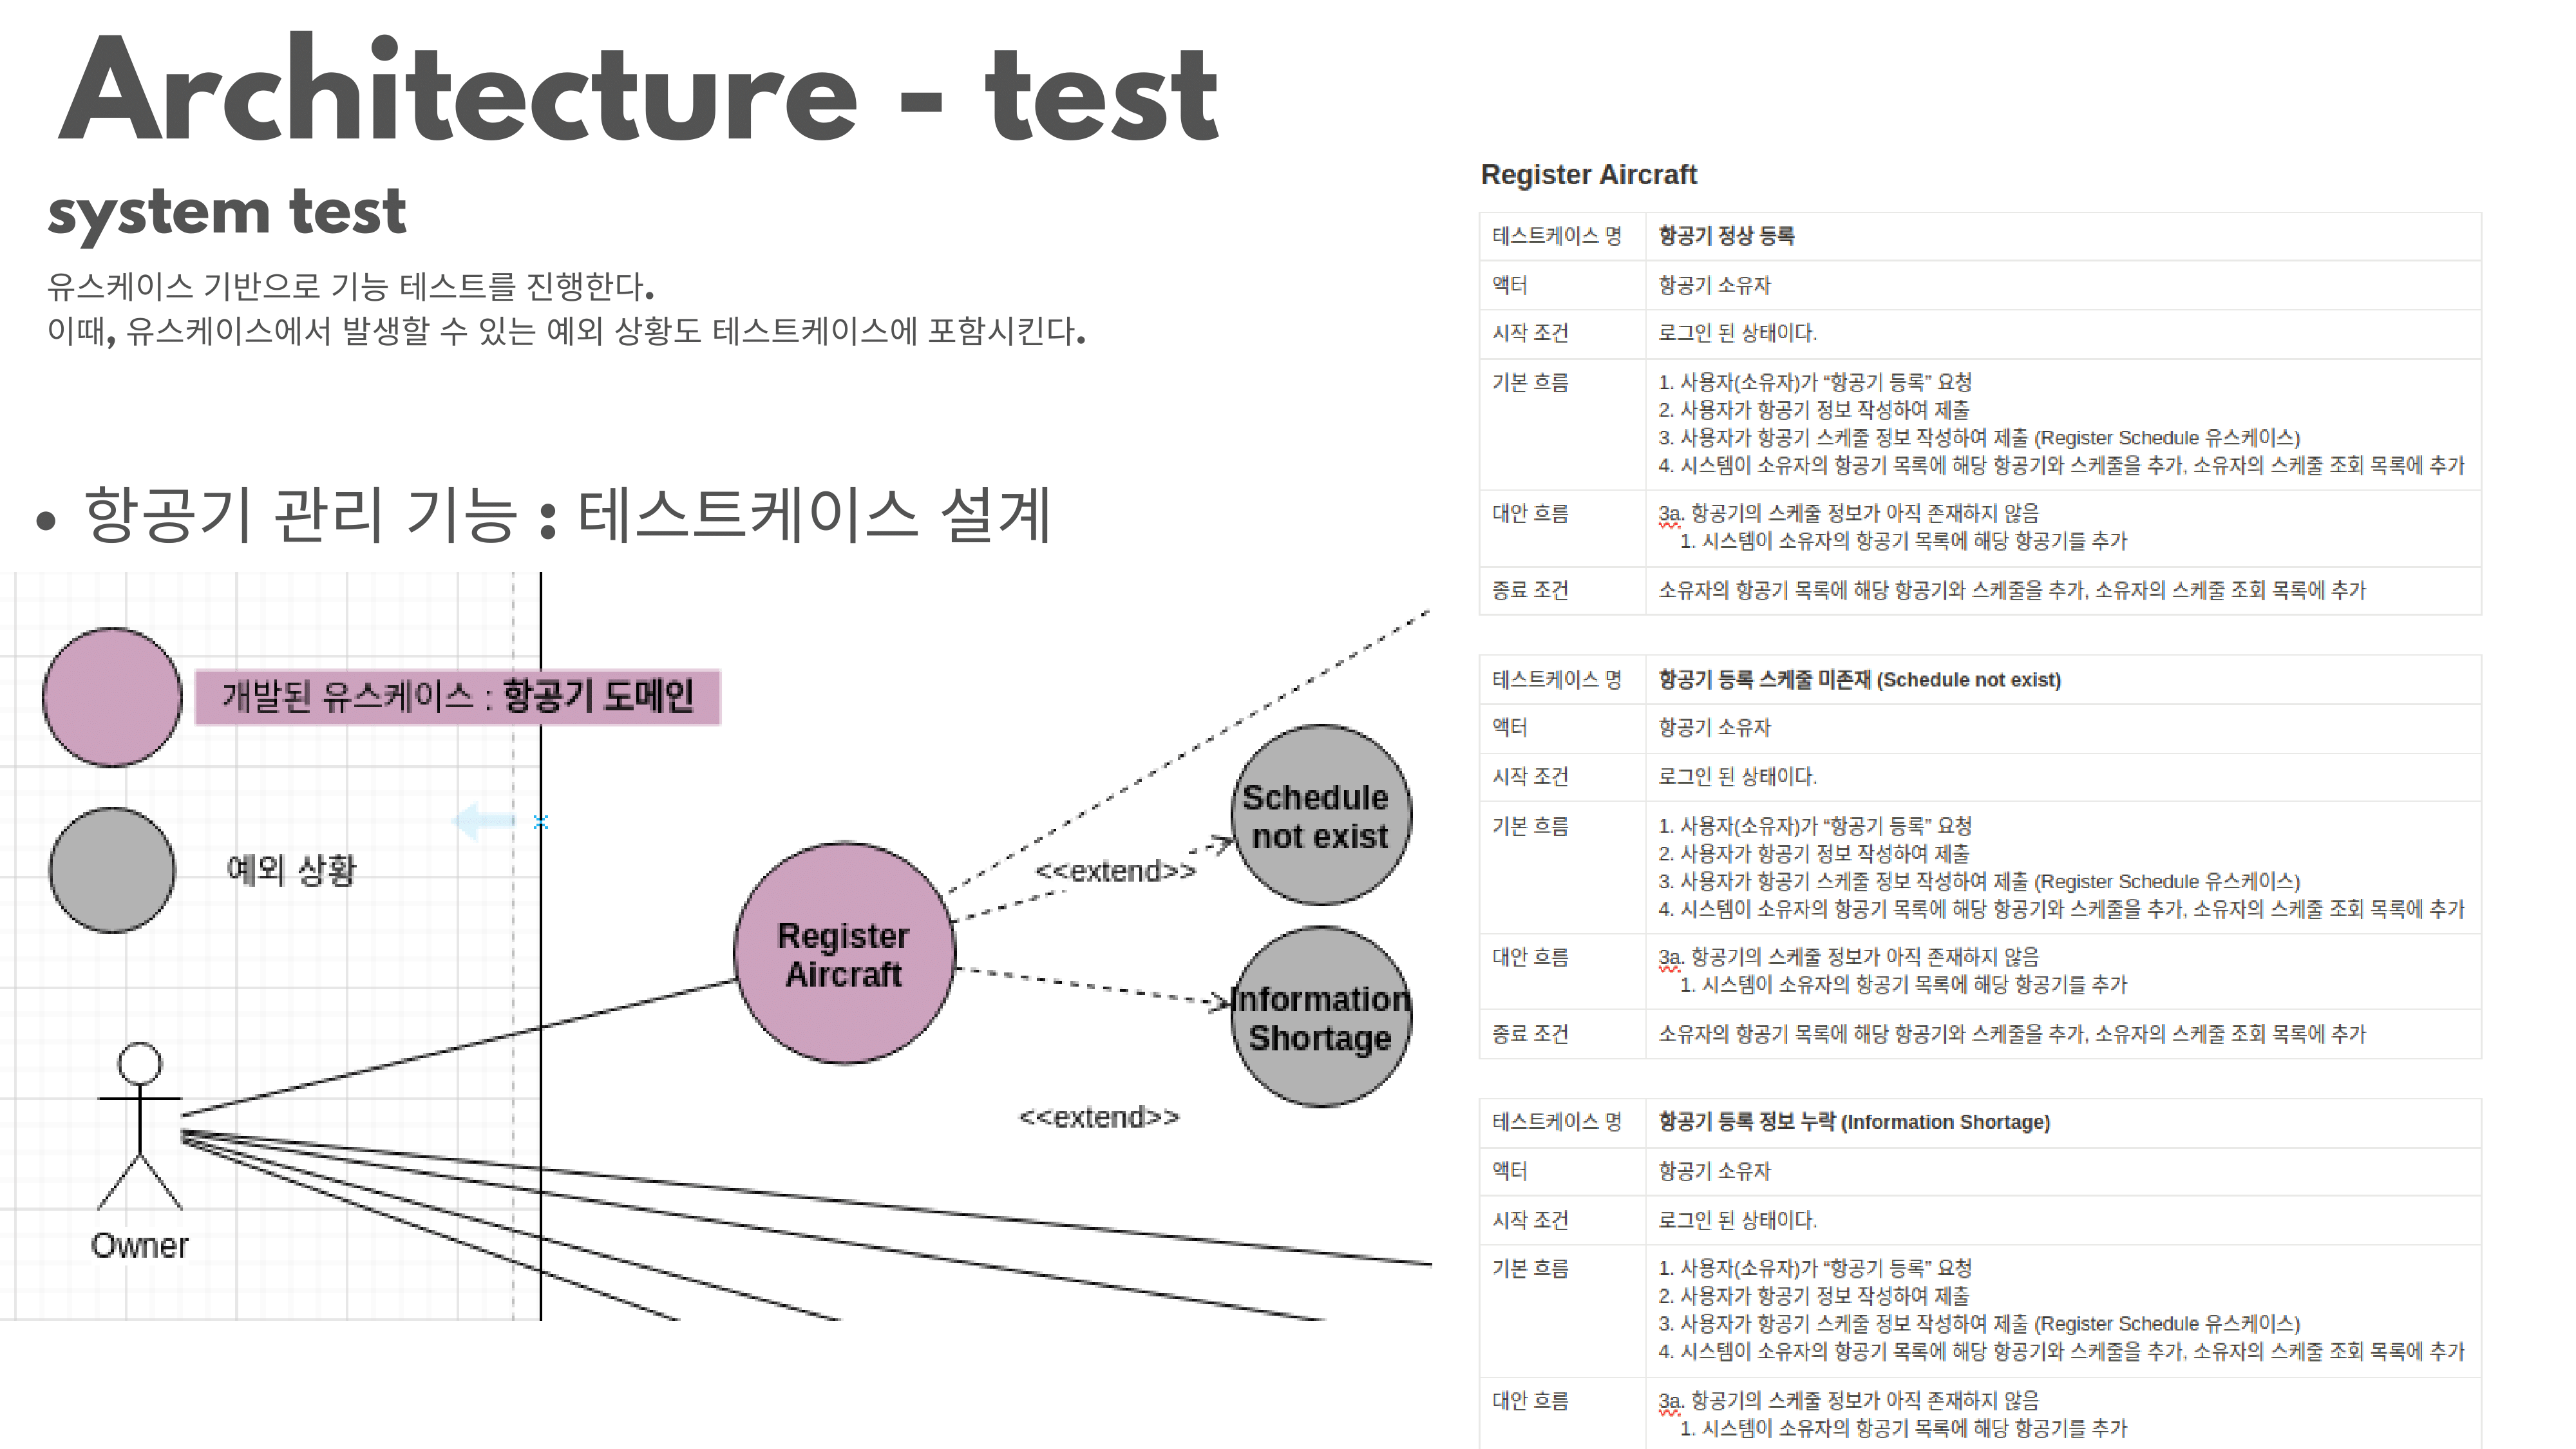 Architecture - test
system test
유스케이스 기반으로 기능 테스트를 진행한다.
이때, 유스케이스에서 발생할 수 있는 예외 상황도 테스트케이스에 포함시킨다.
• 항공기 관리 기능 : 테스트케이스 설계
개발된 유스케이스 : 항공기 도메인
예외 상황
Owner
Register
Aircraft
<<extend>>
Schedule
not exist
Information
Shortage
<<extend>>
Register Aircraft
테스트케이스 명 항공기 정상 등록
액터 항공기 소유자
시작 조건 로그인 된 상태이다.
기본 흐름 1. 사용자(소유자)가 “항공기 등록” 요청
2. 사용자가 항공기 정보 작성하여 제출
3. 사용자가 항공기 스케줄 정보 작성하여 제출 (Register Schedule 유스케이스)
4. 시스템이 소유자의 항공기 목록에 해당 항공기와 스케줄을 추가, 소유자의 스케줄 조회 목록에 추가
대안 흐름 3a. 항공기의 스케줄 정보가 아직 존재하지 않음
1. 시스템이 소유자의 항공기 목록에 해당 항공기를 추가
종료 조건 소유자의 항공기 목록에 해당 항공기와 스케줄을 추가, 소유자의 스케줄 조회 목록에 추가
테스트케이스 명 항공기 등록 스케줄 미존재 (Schedule not exist)
액터 항공기 소유자
시작 조건 로그인 된 상태이다.
기본 흐름 1. 사용자(소유자)가 “항공기 등록” 요청
2. 사용자가 항공기 정보 작성하여 제출
3. 사용자가 항공기 스케줄 정보 작성하여 제출 (Register Schedule 유스케이스)
4. 시스템이 소유자의 항공기 목록에 해당 항공기와 스케줄을 추가, 소유자의 스케줄 조회 목록에 추가
대안 흐름 3a. 항공기의 스케줄 정보가 아직 존재하지 않음
1. 시스템이 소유자의 항공기 목록에 해당 항공기를 추가
종료 조건 소유자의 항공기 목록에 해당 항공기와 스케줄을 추가, 소유자의 스케줄 조회 목록에 추가
테스트케이스 명 항공기 등록 정보 누락 (Information Shortage)
액터 항공기 소유자
시작 조건 로그인 된 상태이다.
기본 흐름 1. 사용자(소유자)가 “항공기 등록” 요청
2. 사용자가 항공기 정보 작성하여 제출
3. 사용자가 항공기 스케줄 정보 작성하여 제출 (Register Schedule 유스케이스)
4. 시스템이 소유자의 항공기 목록에 해당 항공기와 스케줄을 추가, 소유자의 스케줄 조회 목록에 추가
대안 흐름 3a. 항공기의 스케줄 정보가 아직 존재하지 않음
1. 시스템이 소유자의 항공기 목록에 해당 항공기를 추가